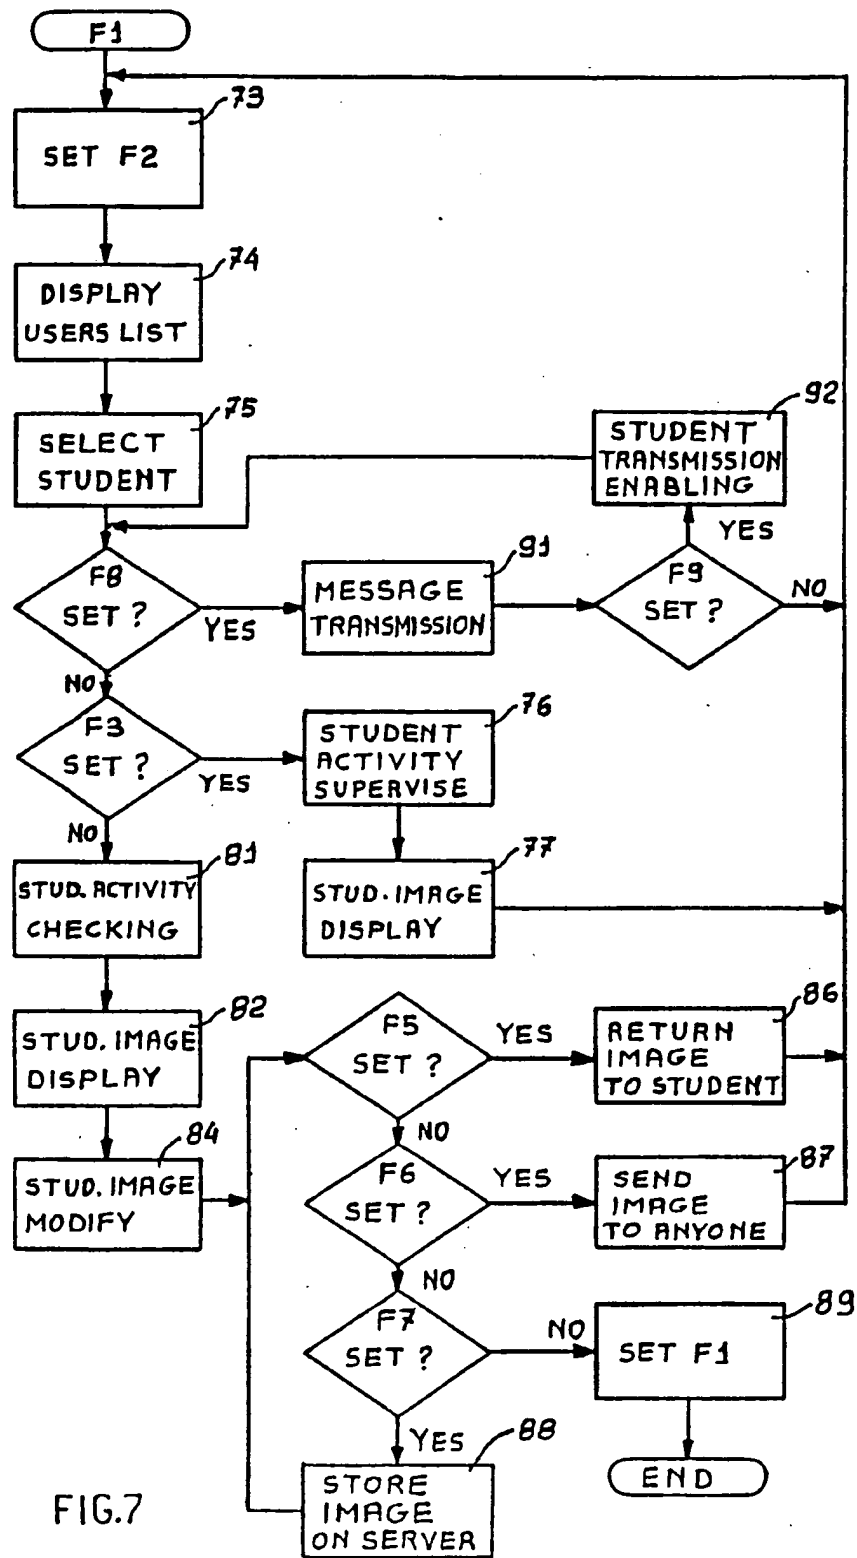 F1
73
SET F2
74
DISPLAY
USERS LIST
75
SELECT
STUDENT
92
STUDENT
TRANSMISSION
ENABLING
YES
F8
SET ?
YES
91
MESSAGE
TRANSMISSION
F9
SET ?
NO
NO
F3
SET ?
YES
76
STUDENT
ACTIVITY
SUPERVISE
NO
81
STUD. ACTIVITY
CHECKING
77
STUD. IMAGE
DISPLAY
82
STUD. IMAGE
DISPLAY
F5
SET ?
YES
86
RETURN
IMAGE
TO STUDENT
NO
84
STUD. IMAGE
MODIFY
F6
SET ?
YES
87
SEND
IMAGE
TO ANYONE
NO
F7
SET ?
NO
89
SET F1
YES
88
STORE
IMAGE
ON SERVER
END
FIG.7